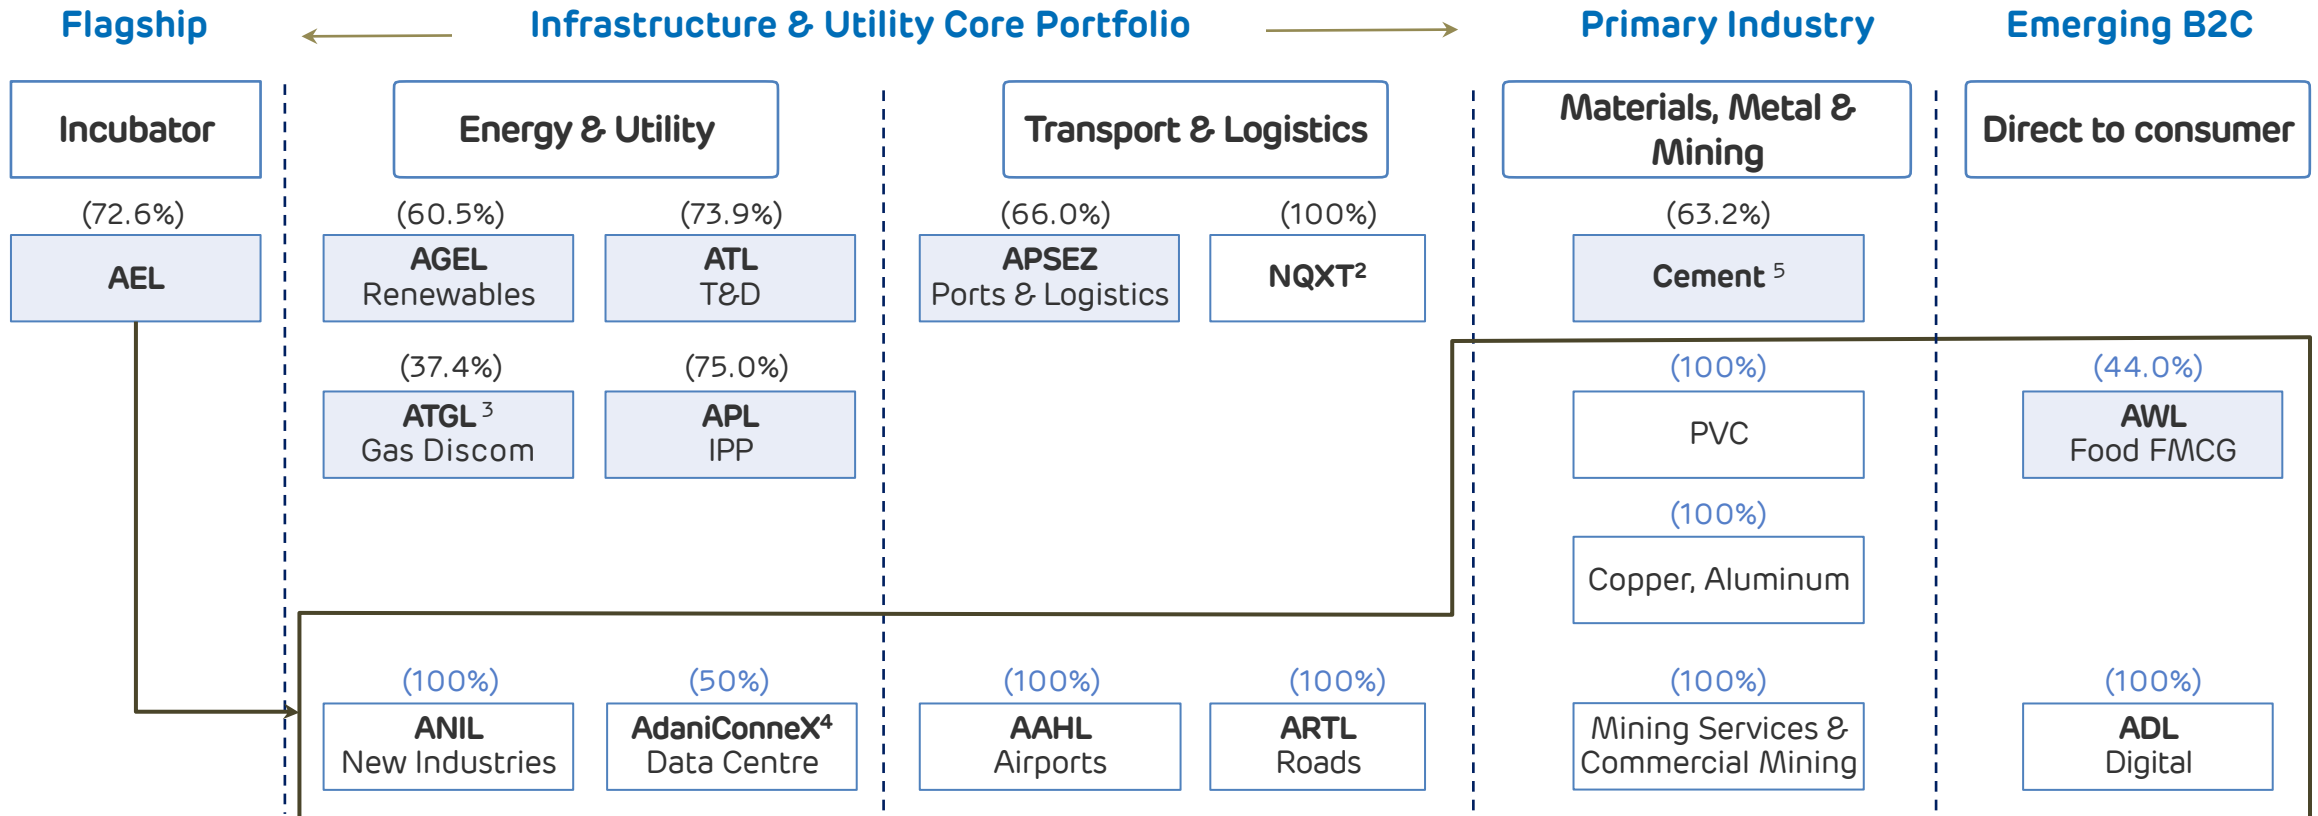 Flagship
Infrastructure & Utility Core Portfolio
Primary Industry
Emerging B2C
Incubator
Energy & Utility
Transport & Logistics
Materials, Metal &
Mining
Direct to consumer
(72.6%)
(60.5%)
(73.9%)
(66.0%)
(100%)
(63.2%)
AEL
AGEL
Renewables
ATL
T&D
APSEZ
Ports & Logistics
NQXT²
Cement ⁵
(37.4%)
(75.0%)
(100%)
(44.0%)
ATGL ³
Gas Discom
APL
IPP
PVC
AWL
Food FMCG
(100%)
Copper, Aluminum
(100%)
(50%)
(100%)
(100%)
(100%)
(100%)
ANIL
New Industries
AdaniConneX⁴
Data Centre
AAHL
Airports
ARTL
Roads
Mining Services &
Commercial Mining
ADL
Digital